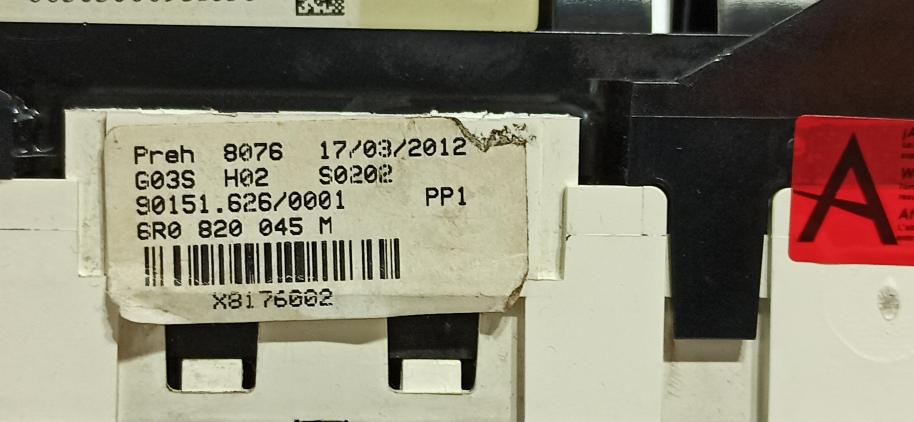 Preh 8076 17/03/2012
G03S H02 S0202
90151.626/0001 PP1
6R0 820 045 M
X8176002
A